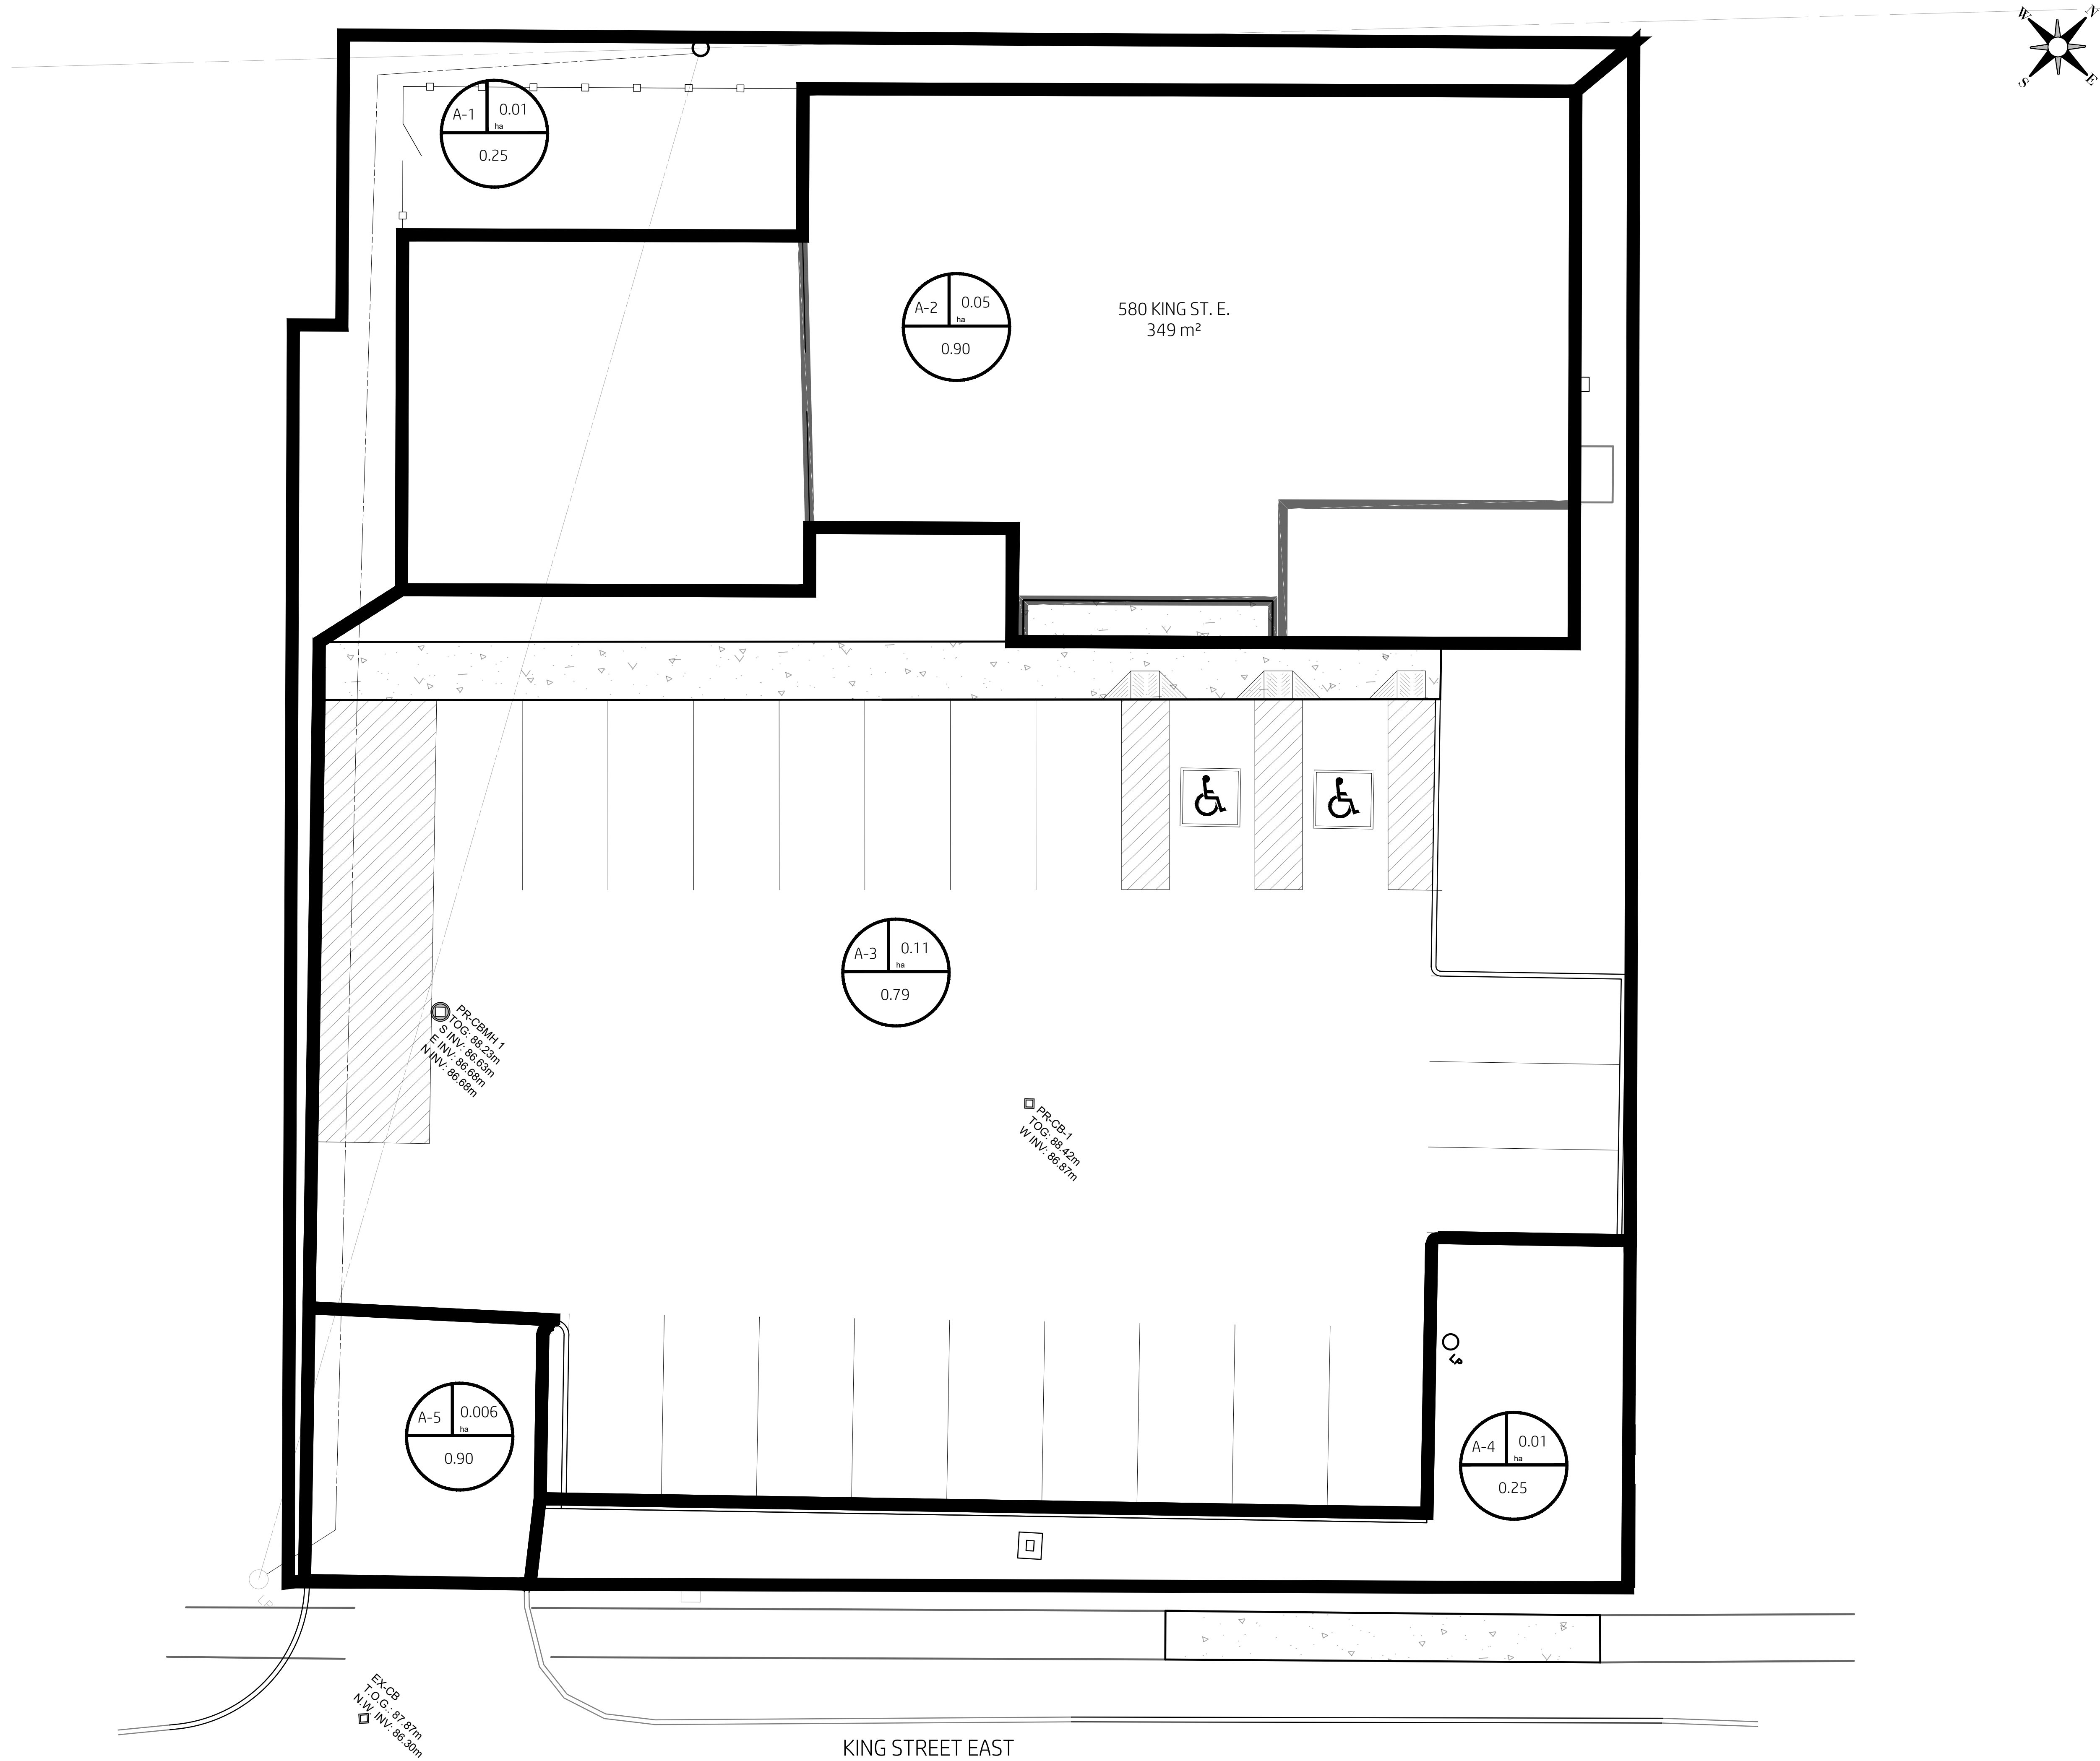 W
N
S
E
A-1
0.01
ha
0.25
A-2
0.05
ha
0.90
580 KING ST. E.
349 m²
A-3
0.11
ha
0.79
PR-CBMH 1
TOG: 88.23m
S INV: 86.63m
E INV: 86.68m
N INV: 86.68m
PR-CB-1
TOG: 88.42m
W INV: 86.87m
LP
A-5
0.006
ha
0.90
A-4
0.01
ha
0.25
LP
EX-CB
T.O.G.: 87.87m
N.W. INV: 86.30m
KING STREET EAST